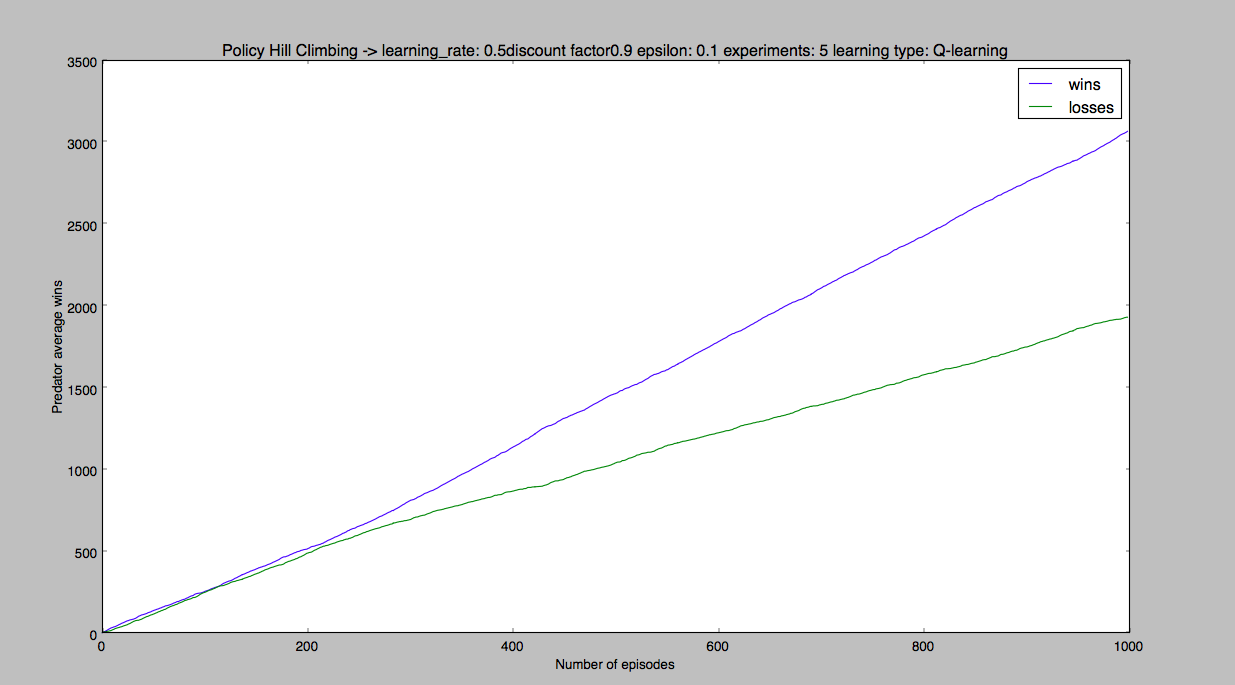 Policy Hill Climbing -> learning_rate: 0.5discount factor0.9 epsilon: 0.1 experiments: 5 learning type: Q-learning
wins
losses
3500
3000
2500
2000
1500
1000
500
0
Predator average wins
0 200 400 600 800 1000
Number of episodes